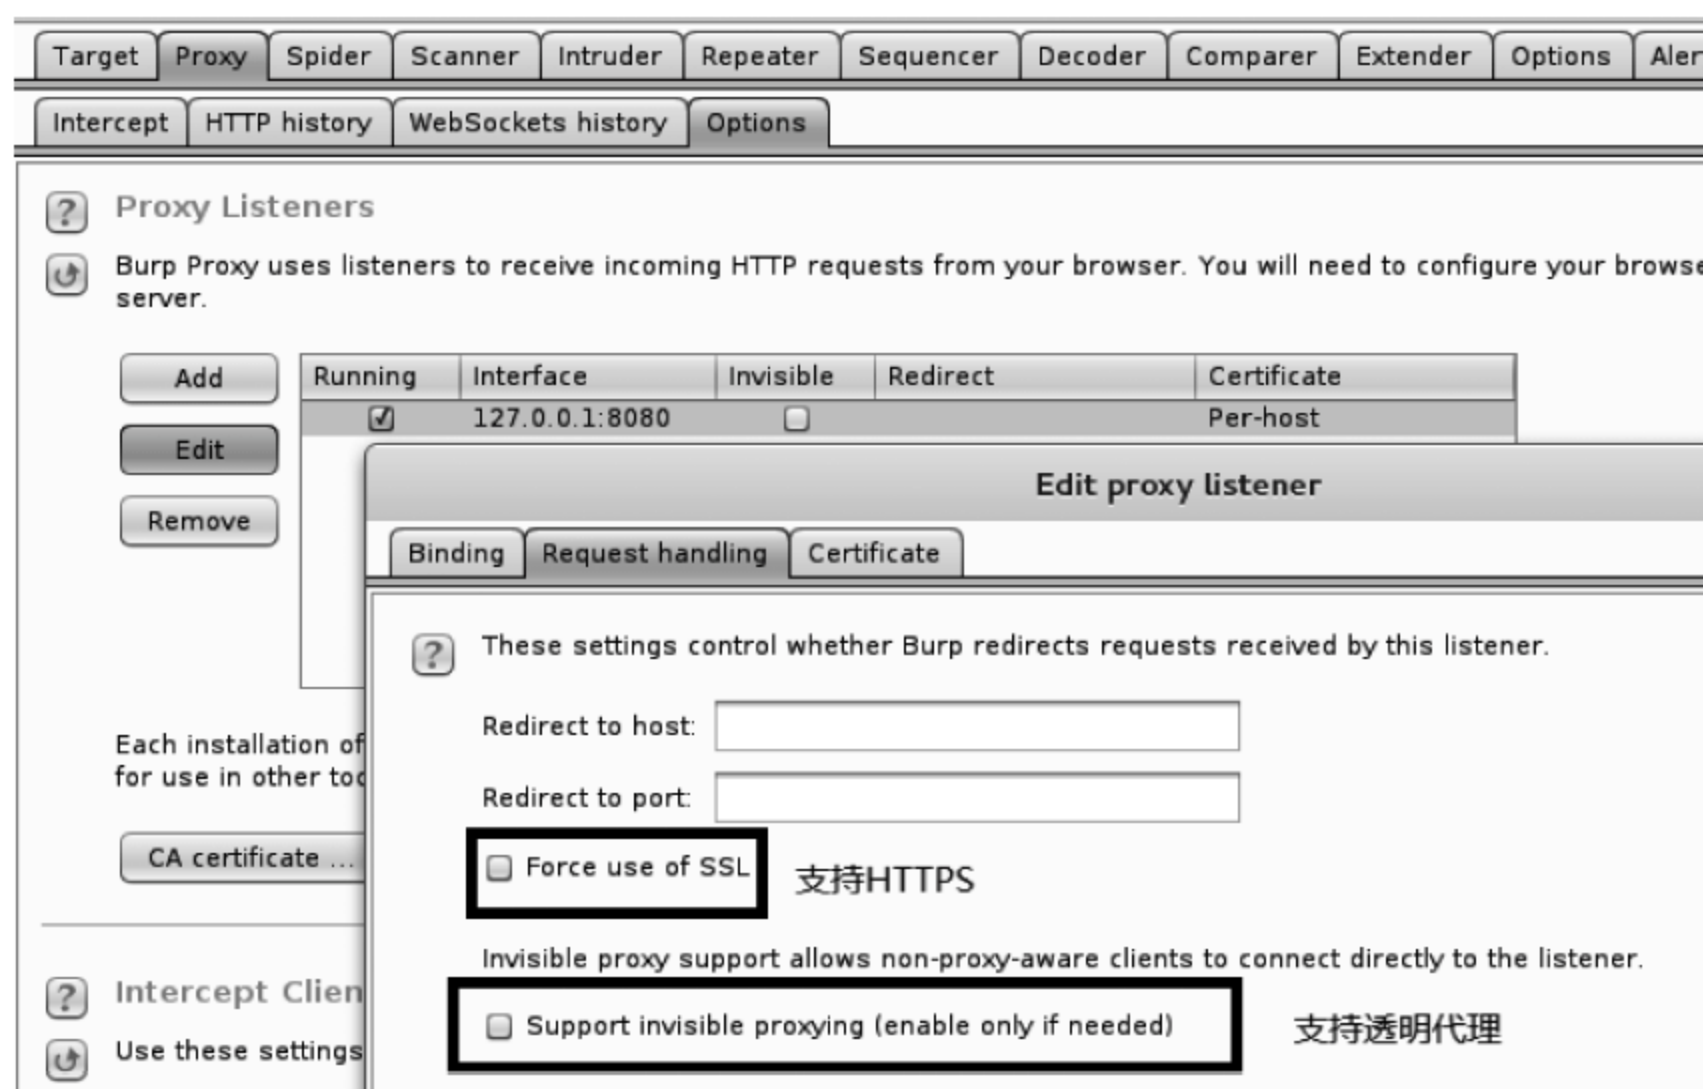 Target Proxy Spider Scanner Intruder Repeater Sequencer Decoder Comparer Extender Options Aler
Intercept HTTP history WebSockets history Options
? Proxy Listeners
Burp Proxy uses listeners to receive incoming HTTP requests from your browser. You will need to configure your browse
server.
Add
Edit
Remove
Running Interface Invisible Redirect Certificate
127.0.0.1:8080 Per-host
Edit proxy listener
Binding Request handling Certificate
? These settings control whether Burp redirects requests received by this listener.
Redirect to host:
Redirect to port:
Force use of SSL 支持HTTPS
Invisible proxy support allows non-proxy-aware clients to connect directly to the listener.
Support invisible proxying (enable only if needed) 支持透明代理
Each installation of
for use in other too
CA certificate ...
? Intercept Clien
Use these settings